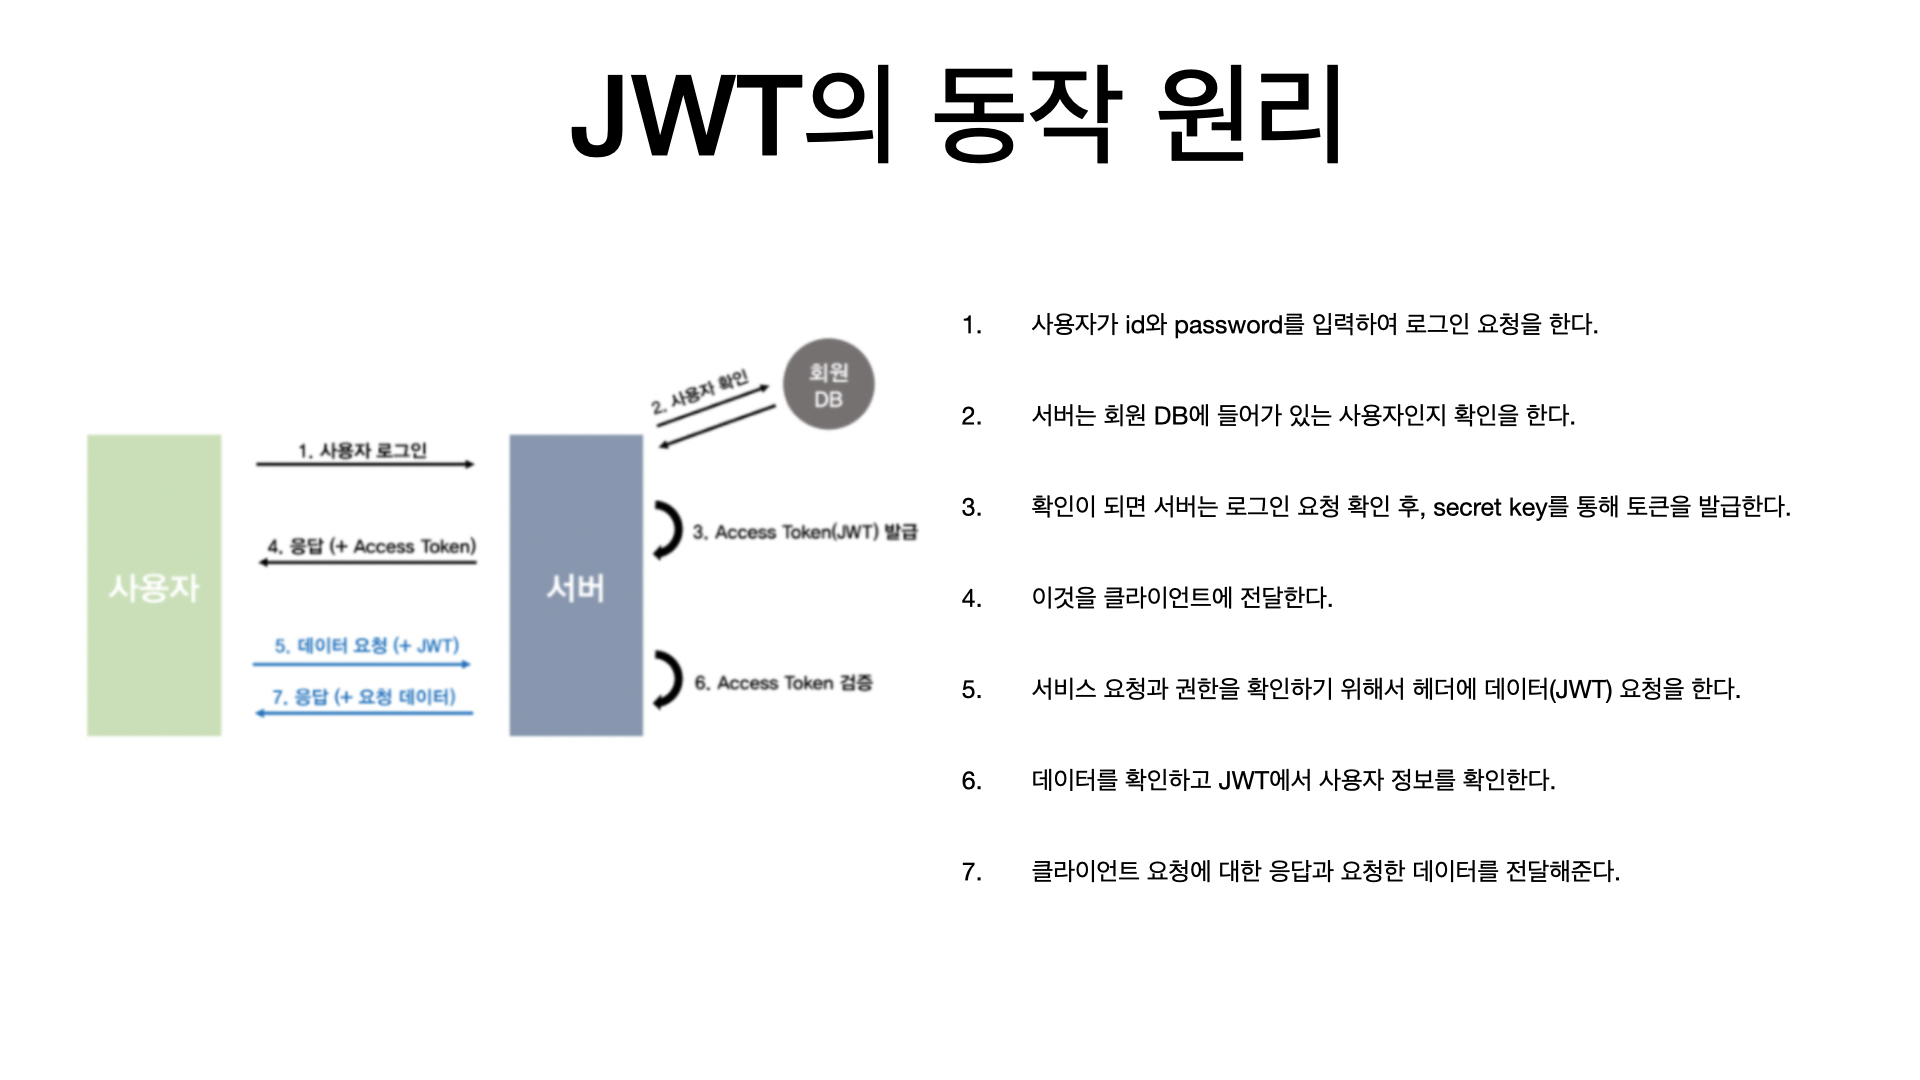 JWT의 동작 원리
회원
DB
2. 사용자 확인
1. 사용자 로그인
3. Access Token(JWT) 발급
4. 응답 (+ Access Token)
사용자
서버
5. 데이터 요청 (+ JWT)
6. Access Token 검증
7. 응답 (+ 요청 데이터)
1. 사용자가 id와 password를 입력하여 로그인 요청을 한다.
2. 서버는 회원 DB에 들어가 있는 사용자인지 확인을 한다.
3. 확인이 되면 서버는 로그인 요청 확인 후, secret key를 통해 토큰을 발급한다.
4. 이것을 클라이언트에 전달한다.
5. 서비스 요청과 권한을 확인하기 위해서 헤더에 데이터(JWT) 요청을 한다.
6. 데이터를 확인하고 JWT에서 사용자 정보를 확인한다.
7. 클라이언트 요청에 대한 응답과 요청한 데이터를 전달해준다.